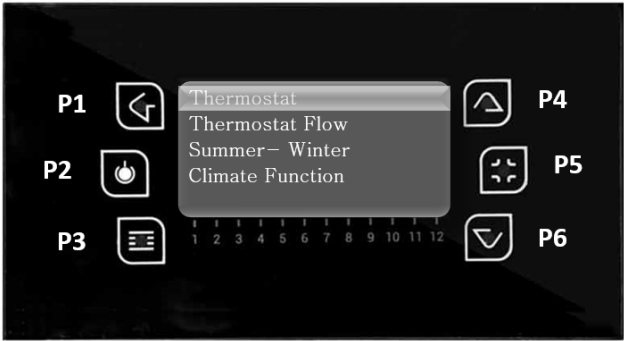 P1
P2
P3
Thermostat
Thermostat Flow
Summer- Winter
Climate Function
1 2 3 4 5 6 7 8 9 10 11 12
P4
P5
P6